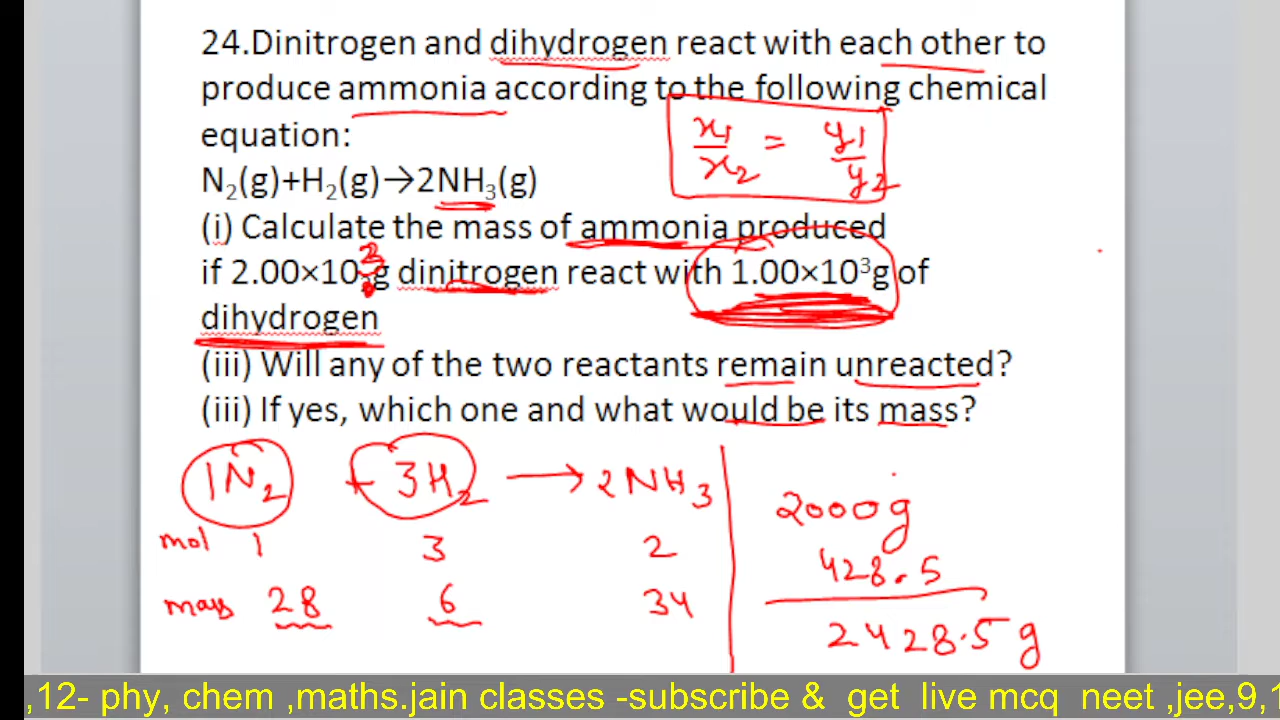 24.Dinitrogen and dihydrogen react with each other to
produce ammonia according to the following chemical
equation:
x₁/x₂ = y₁/y₂
N₂(g)+H₂(g)→2NH₃(g)
(i) Calculate the mass of ammonia produced
if 2.00×10³g dinitrogen react with 1.00×10³g of
dihydrogen
(iii) Will any of the two reactants remain unreacted?
(iii) If yes, which one and what would be its mass?
1N₂ + 3H₂ → 2NH₃
mol 1 3 2
mass 28 6 34
2000g
428.5
2428.5 g
,12- phy, chem ,maths.jain classes -subscribe & get live mcq neet ,jee,9,1